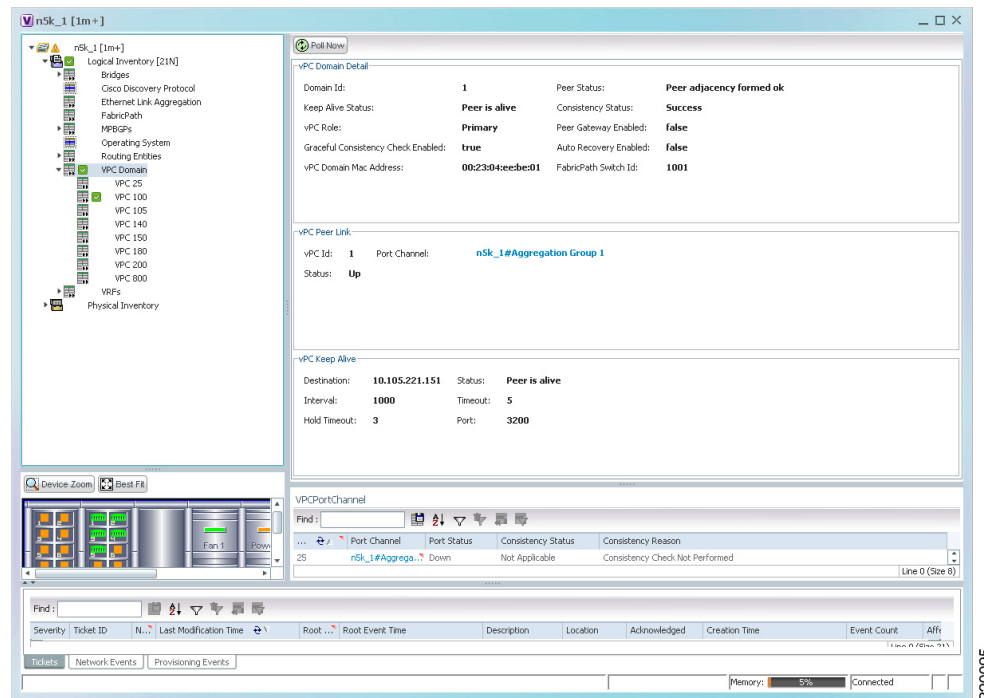 V n5k_1 [1m+]
n5k_1 [1m+]
Logical Inventory [21N]
Bridges
Cisco Discovery Protocol
Ethernet Link Aggregation
FabricPath
MPBGPs
Operating System
Routing Entities
VPC Domain
VPC 25
VPC 100
VPC 105
VPC 140
VPC 150
VPC 180
VPC 200
VPC 800
VRFs
Physical Inventory
Poll Now
vPC Domain Detail
Domain Id: 1 Peer Status: Peer adjacency formed ok
Keep Alive Status: Peer is alive Consistency Status: Success
vPC Role: Primary Peer Gateway Enabled: false
Graceful Consistency Check Enabled: true Auto Recovery Enabled: false
vPC Domain Mac Address: 00:23:04:ee:be:01 FabricPath Switch Id: 1001
vPC Peer Link
vPC Id: 1 Port Channel: n5k_1#Aggregation Group 1
Status: Up
vPC Keep Alive
Destination: 10.105.221.151 Status: Peer is alive
Interval: 1000 Timeout: 5
Hold Timeout: 3 Port: 3200
Device Zoom Best Fit
Fan 1 Powe
VPCPortChannel
Find :
... Port Channel Port Status Consistency Status Consistency Reason
25 n5k_1#Aggrega... Down Not Applicable Consistency Check Not Performed
Line 0 (Size 8)
Find :
Severity Ticket ID N... Last Modification Time Root ... Root Event Time Description Location Acknowledged Creation Time Event Count Affe
Line 0 (Size 21)
Tickets Network Events Provisioning Events
Memory: 5% Connected